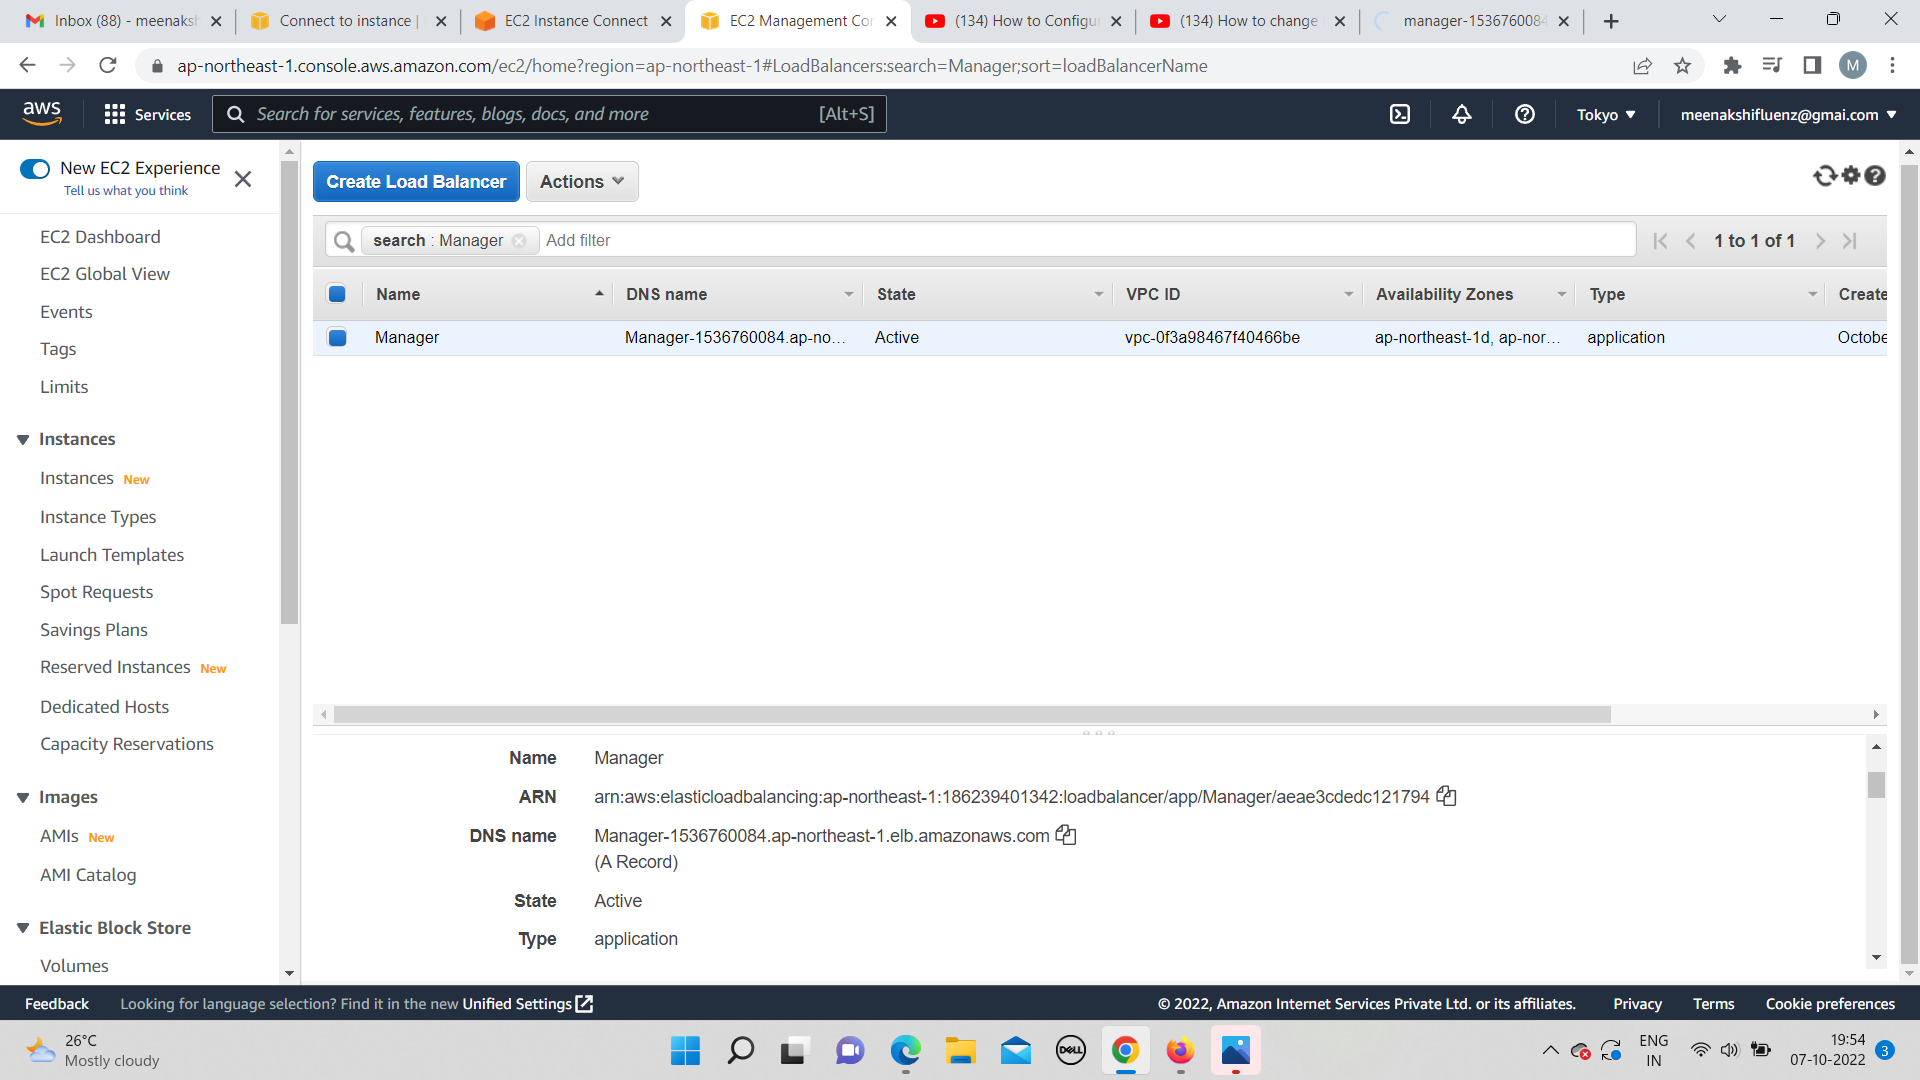 Inbox (88) - meenaksh
Connect to instance |
EC2 Instance Connect
EC2 Management Con
(134) How to Configu
(134) How to change
manager-1536760084
ap-northeast-1.console.aws.amazon.com/ec2/home?region=ap-northeast-1#LoadBalancers:search=Manager;sort=loadBalancerName
M
aws
Services
Search for services, features, blogs, docs, and more
[Alt+S]
Tokyo
meenakshifluenz@gmai.com
New EC2 Experience
Tell us what you think
EC2 Dashboard
EC2 Global View
Events
Tags
Limits
Instances
Instances New
Instance Types
Launch Templates
Spot Requests
Savings Plans
Reserved Instances New
Dedicated Hosts
Capacity Reservations
Images
AMIs New
AMI Catalog
Elastic Block Store
Volumes
Create Load Balancer
Actions
search : Manager
Add filter
1 to 1 of 1
Name DNS name State VPC ID Availability Zones Type Create
Manager Manager-1536760084.ap-no... Active vpc-0f3a98467f40466be ap-northeast-1d, ap-nor... application Octobe
Name Manager
ARN arn:aws:elasticloadbalancing:ap-northeast-1:186239401342:loadbalancer/app/Manager/aeae3cdedc121794
DNS name Manager-1536760084.ap-northeast-1.elb.amazonaws.com
(A Record)
State Active
Type application
Feedback
Looking for language selection? Find it in the new Unified Settings
© 2022, Amazon Internet Services Private Ltd. or its affiliates.
Privacy
Terms
Cookie preferences
26°C
Mostly cloudy
DELL
ENG
IN
19:54
07-10-2022
3